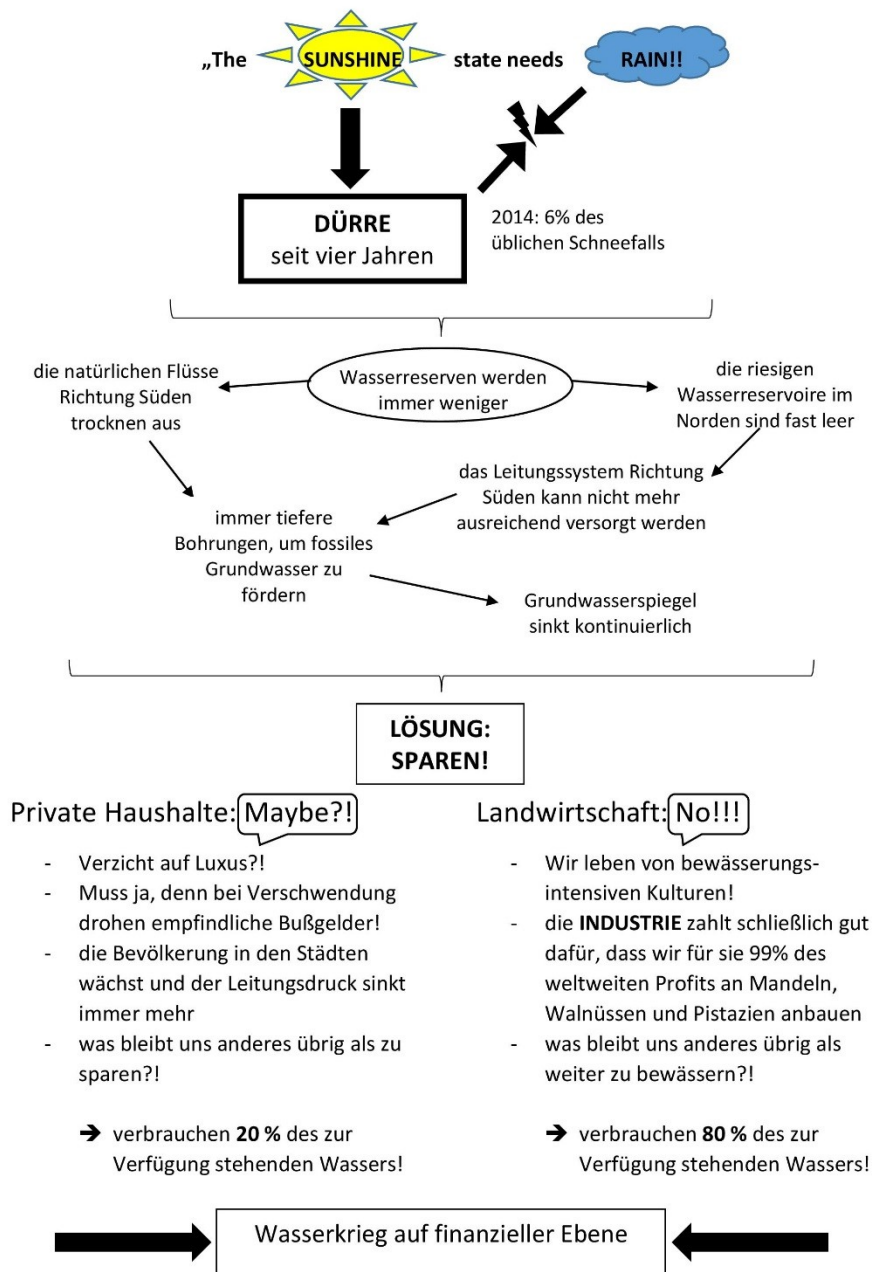 „The SUNSHINE state needs RAIN!!
DÜRRE
seit vier Jahren
2014: 6% des
üblichen Schneefalls
die natürlichen Flüsse
Richtung Süden
trocknen aus
Wasserreserven werden
immer weniger
die riesigen
Wasserreservoire im
Norden sind fast leer
das Leitungssystem Richtung
Süden kann nicht mehr
ausreichend versorgt werden
immer tiefere
Bohrungen, um fossiles
Grundwasser zu
fördern
Grundwasserspiegel
sinkt kontinuierlich
LÖSUNG:
SPAREN!
Private Haushalte: Maybe?!
- Verzicht auf Luxus?!
- Muss ja, denn bei Verschwendung
drohen empfindliche Bußgelder!
- die Bevölkerung in den Städten
wächst und der Leitungsdruck sinkt
immer mehr
- was bleibt uns anderes übrig als zu
sparen?!
➔ verbrauchen 20 % des zur
Verfügung stehenden Wassers!
Landwirtschaft: No!!!
- Wir leben von bewässerungs-
intensiven Kulturen!
- die INDUSTRIE zahlt schließlich gut
dafür, dass wir für sie 99% des
weltweiten Profits an Mandeln,
Walnüssen und Pistazien anbauen
- was bleibt uns anderes übrig als
weiter zu bewässern?!
➔ verbrauchen 80 % des zur
Verfügung stehenden Wassers!
Wasserkrieg auf finanzieller Ebene